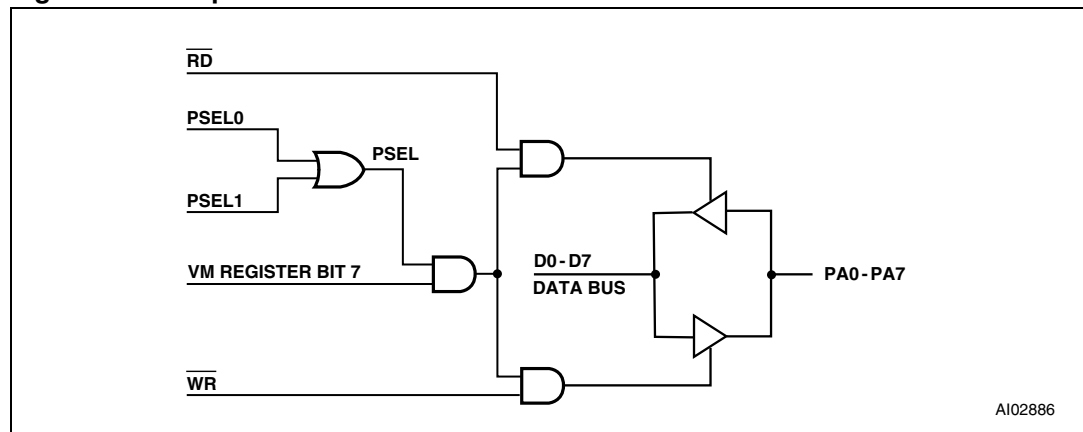 RD
PSEL0
PSEL
PSEL1
VM REGISTER BIT 7
D0-D7
DATA BUS
PA0-PA7
WR
AI02886